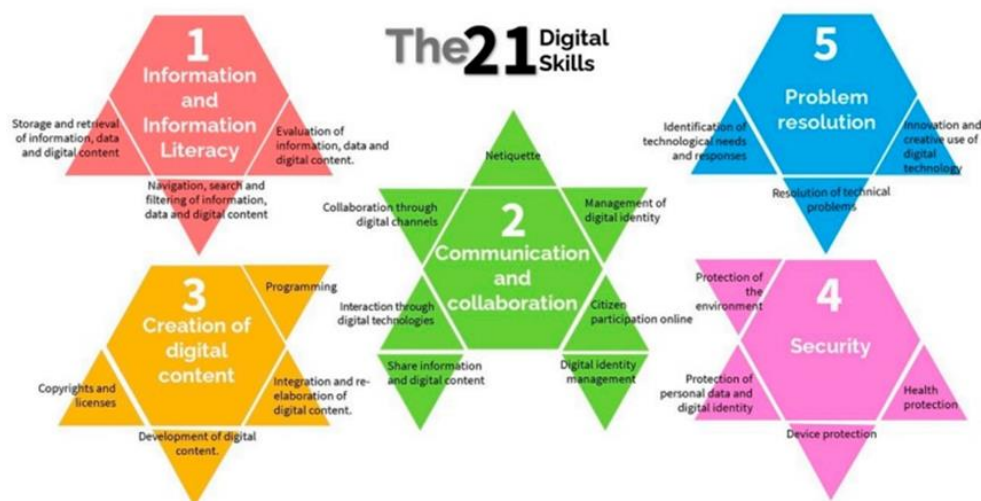 The 21 Digital
Skills
1
Information
and
Information
Literacy
Storage and retrieval
of information, data
and digital content
Evaluation of
information, data and
digital content.
Navigation, search and
filtering of information,
data and digital content
2
Communication
and
collaboration
Netiquette
Collaboration through
digital channels
Management of
digital identity
Interaction through
digital technologies
Citizen
participation online
Share information
and digital content
Digital identity
management
3
Creation of
digital
content
Programming
Copyrights and
licenses
Integration and re-
elaboration of
digital content.
Development of digital
content.
5
Problem
resolution
Identification of
technological needs
and responses
Innovation and
creative use of
digital
technology
Resolution of technical
problems
4
Security
Protection of
the
environment
Protection of
personal data and
digital identity
Health
protection
Device protection